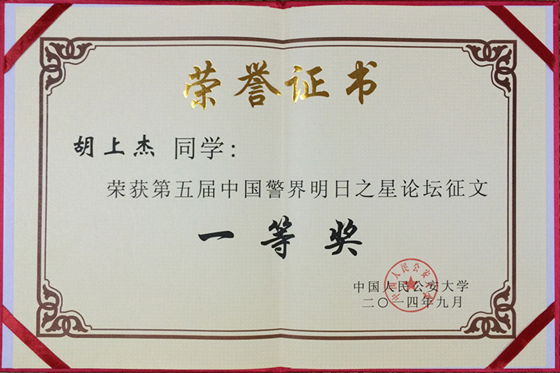 荣誉证书
胡上杰 同学：
荣获第五届中国警界明日之星论坛征文
一等奖
中国人民公安大学
二〇一四年九月